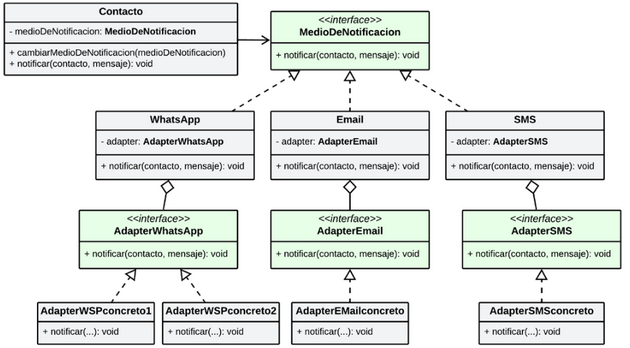 Contacto
- medioDeNotificacion: MedioDeNotificacion
+ cambiarMedioDeNotificacion(medioDeNotificacion)
+ notificar(contacto, mensaje): void
<<interface>>
MedioDeNotificacion
+ notificar(contacto, mensaje): void
WhatsApp
- adapter: AdapterWhatsApp
+ notificar(contacto, mensaje): void
Email
- adapter: AdapterEmail
+ notificar(contacto, mensaje): void
SMS
- adapter: AdapterSMS
+ notificar(contacto, mensaje): void
<<interface>>
AdapterWhatsApp
+ notificar(contacto, mensaje): void
<<interface>>
AdapterEmail
+ notificar(contacto, mensaje): void
<<interface>>
AdapterSMS
+ notificar(contacto, mensaje): void
AdapterWSPconcreto1
+ notificar(...): void
AdapterWSPconcreto2
+ notificar(...): void
AdapterEMailconcreto
+ notificar(...): void
AdapterSMSconcreto
+ notificar(...): void